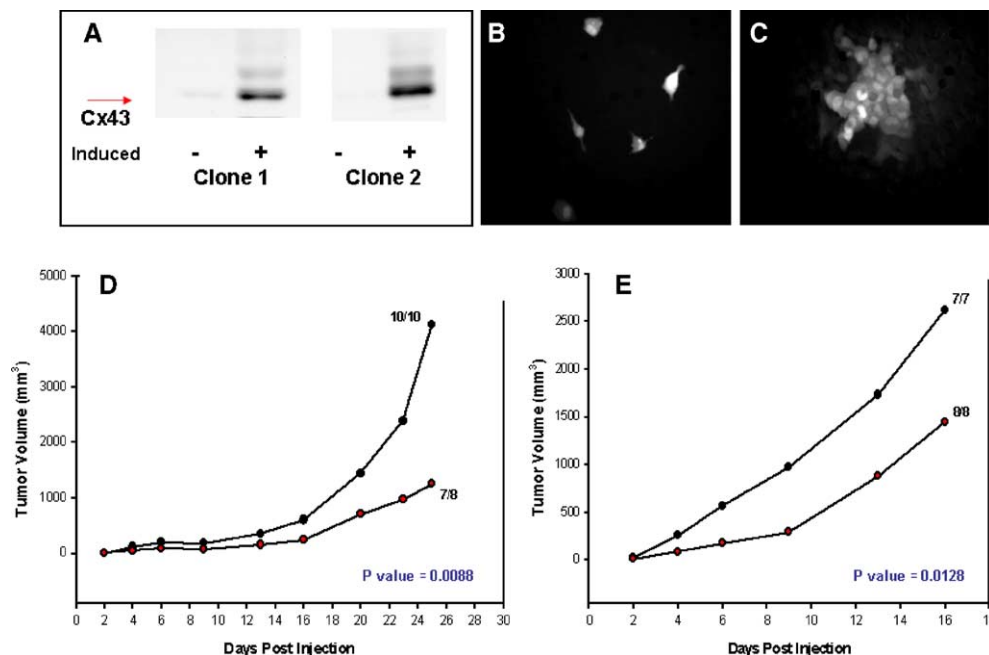 A
Cx43
Induced - + - +
Clone 1 Clone 2
B
C
D
5000
4000
3000
2000
1000
0
Tumor Volume (mm3)
10/10
7/8
P value = 0.0088
0 2 4 6 8 10 12 14 16 18 20 22 24 26 28 30
Days Post Injection
E
3000
2500
2000
1500
1000
500
0
Tumor Volume (mm3)
7/7
8/8
P value = 0.0128
0 2 4 6 8 10 12 14 16
Days Post Injection